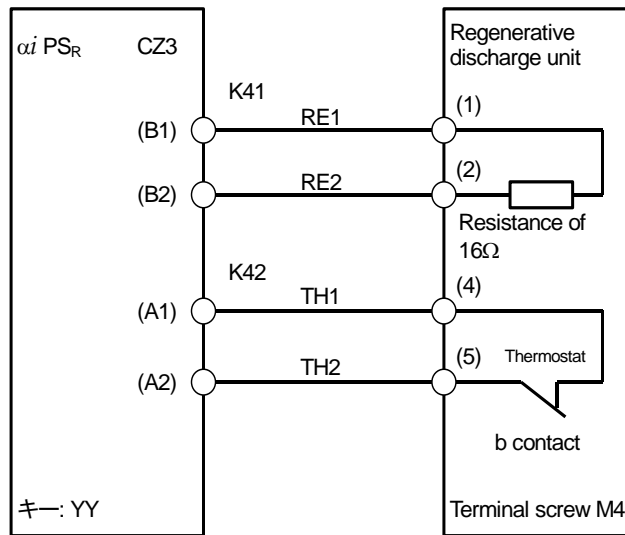 αi PSR CZ3
Regenerative
discharge unit
K41
(B1) RE1 (1)
(B2) RE2 (2)
Resistance of
16Ω
K42
(A1) TH1 (4)
(A2) TH2 (5) Thermostat
b contact
キー: YY
Terminal screw M4